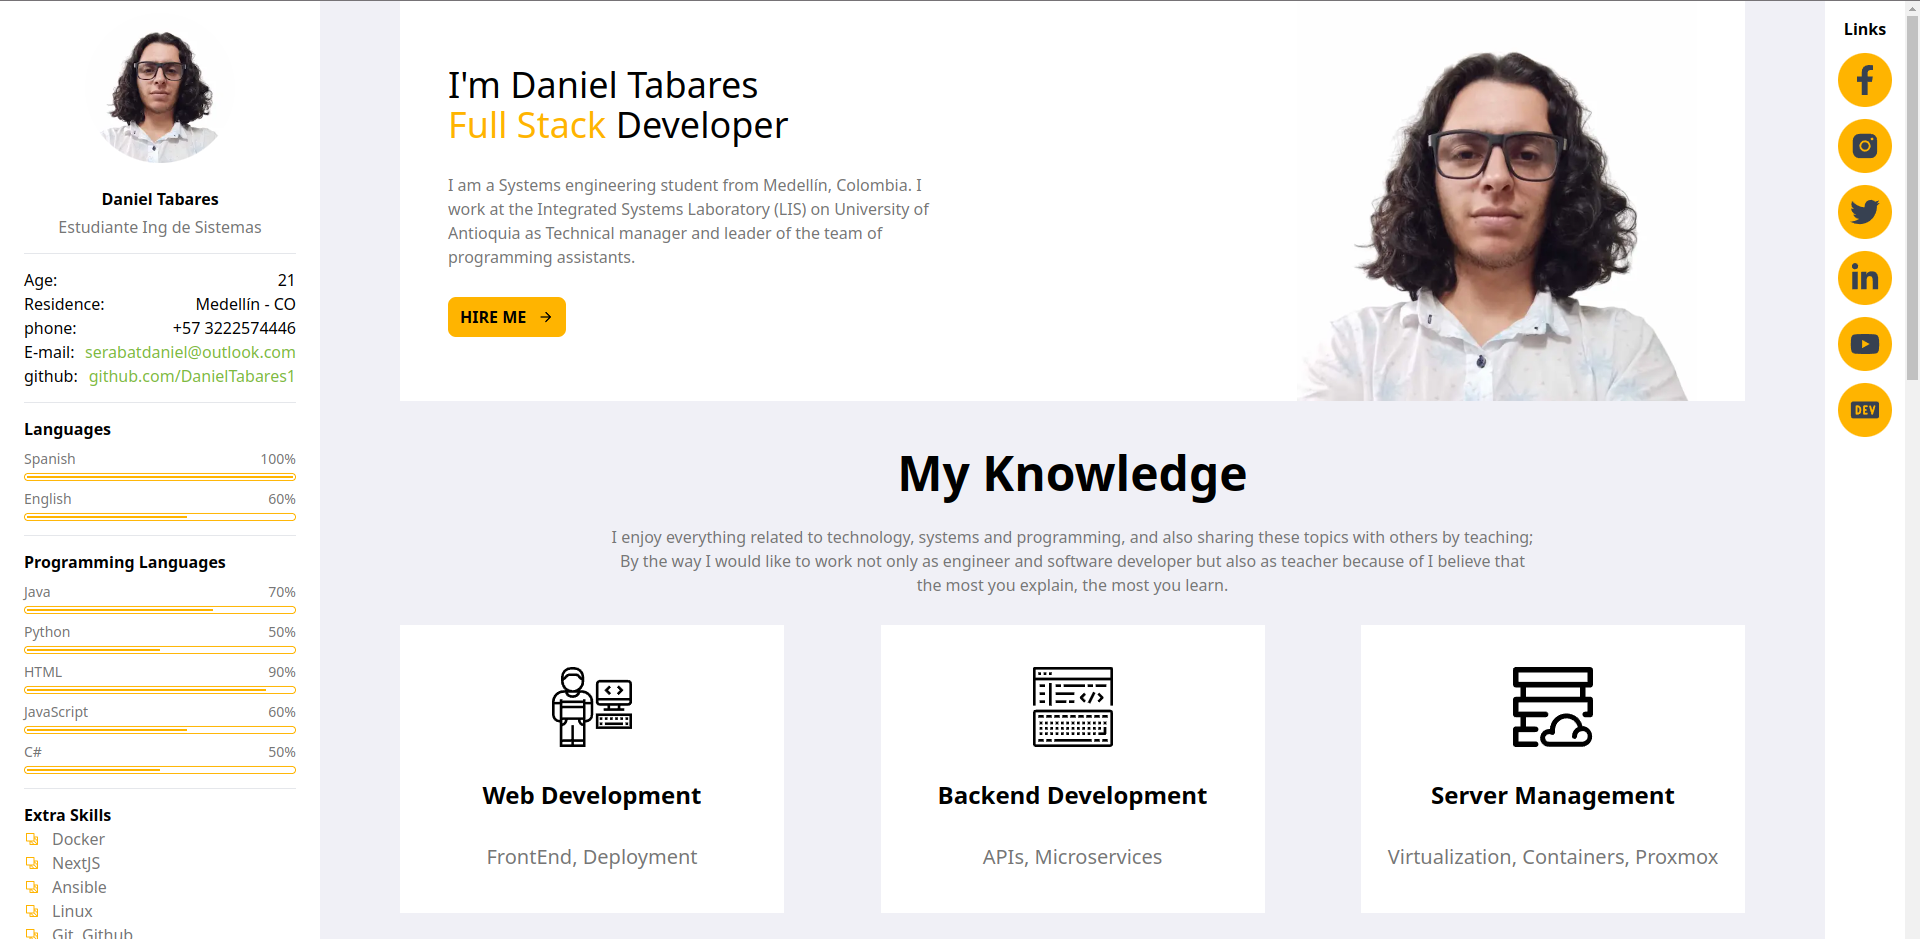 Daniel Tabares
Estudiante Ing de Sistemas
Age: 21
Residence: Medellín - CO
phone: +57 3222574446
E-mail: serabatdaniel@outlook.com
github: github.com/DanielTabares1
Languages
Spanish 100%
English 60%
Programming Languages
Java 70%
Python 50%
HTML 90%
JavaScript 60%
C# 50%
Extra Skills
Docker
NextJS
Ansible
Linux
Git, Github
I'm Daniel Tabares
Full Stack Developer
I am a Systems engineering student from Medellín, Colombia. I
work at the Integrated Systems Laboratory (LIS) on University of
Antioquia as Technical manager and leader of the team of
programming assistants.
HIRE ME
My Knowledge
I enjoy everything related to technology, systems and programming, and also sharing these topics with others by teaching;
By the way I would like to work not only as engineer and software developer but also as teacher because of I believe that
the most you explain, the most you learn.
Web Development
FrontEnd, Deployment
Backend Development
APIs, Microservices
Server Management
Virtualization, Containers, Proxmox
Links
in
DEV